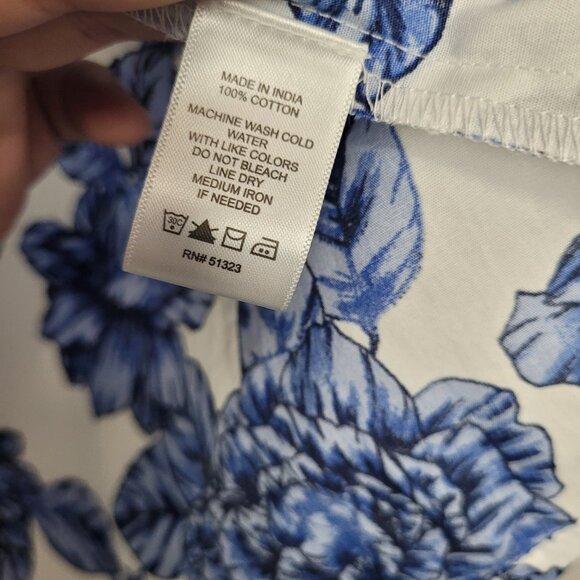 MADE IN INDIA
100% COTTON
MACHINE WASH COLD
WATER
WITH LIKE COLORS
DO NOT BLEACH
LINE DRY
MEDIUM IRON
IF NEEDED
30C
RN# 51323